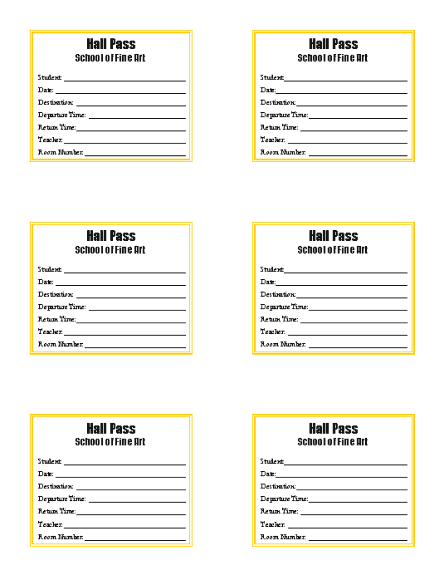 Hall Pass
School of Fine Art
Student:
Date:
Destination:
Departure Time:
Return Time:
Teacher:
Room Number:
Hall Pass
School of Fine Art
Student:
Date:
Destination:
Departure Time:
Return Time:
Teacher:
Room Number:
Hall Pass
School of Fine Art
Student:
Date:
Destination:
Departure Time:
Return Time:
Teacher:
Room Number:
Hall Pass
School of Fine Art
Student:
Date:
Destination:
Departure Time:
Return Time:
Teacher:
Room Number:
Hall Pass
School of Fine Art
Student:
Date:
Destination:
Departure Time:
Return Time:
Teacher:
Room Number:
Hall Pass
School of Fine Art
Student:
Date:
Destination:
Departure Time:
Return Time:
Teacher:
Room Number: